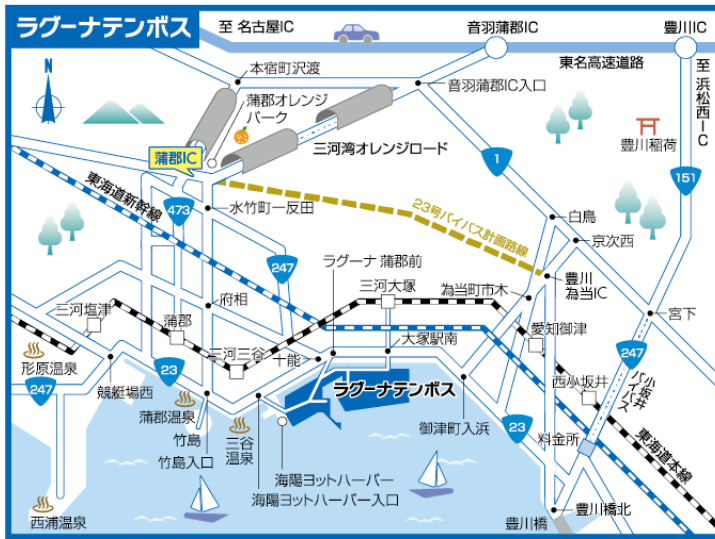 ラグーナテンボス
至 名古屋IC
音羽蒲郡IC
豊川IC
東名高速道路
至 浜松西IC
N
本宿町沢渡
音羽蒲郡IC入口
蒲郡オレンジ
パーク
三河湾オレンジロード
豊川稲荷
蒲郡IC
1
151
東海道新幹線
473
水竹町一反田
23号バイパス計画路線
白鳥
京次西
247
ラグーナ 蒲郡前
三河大塚
為当町市木
豊川
為当IC
三河塩津
府相
蒲郡
宮下
愛知御津
形原温泉
三河三谷
十能
大塚駅南
247
小坂井
バイパス
247
競艇場西
23
ラグーナテンボス
西小坂井
蒲郡温泉
竹島
三谷
温泉
御津町入浜
23
料金所
竹島入口
海陽ヨットハーバー
海陽ヨットハーバー入口
東海道本線
西浦温泉
豊川橋
豊川橋北